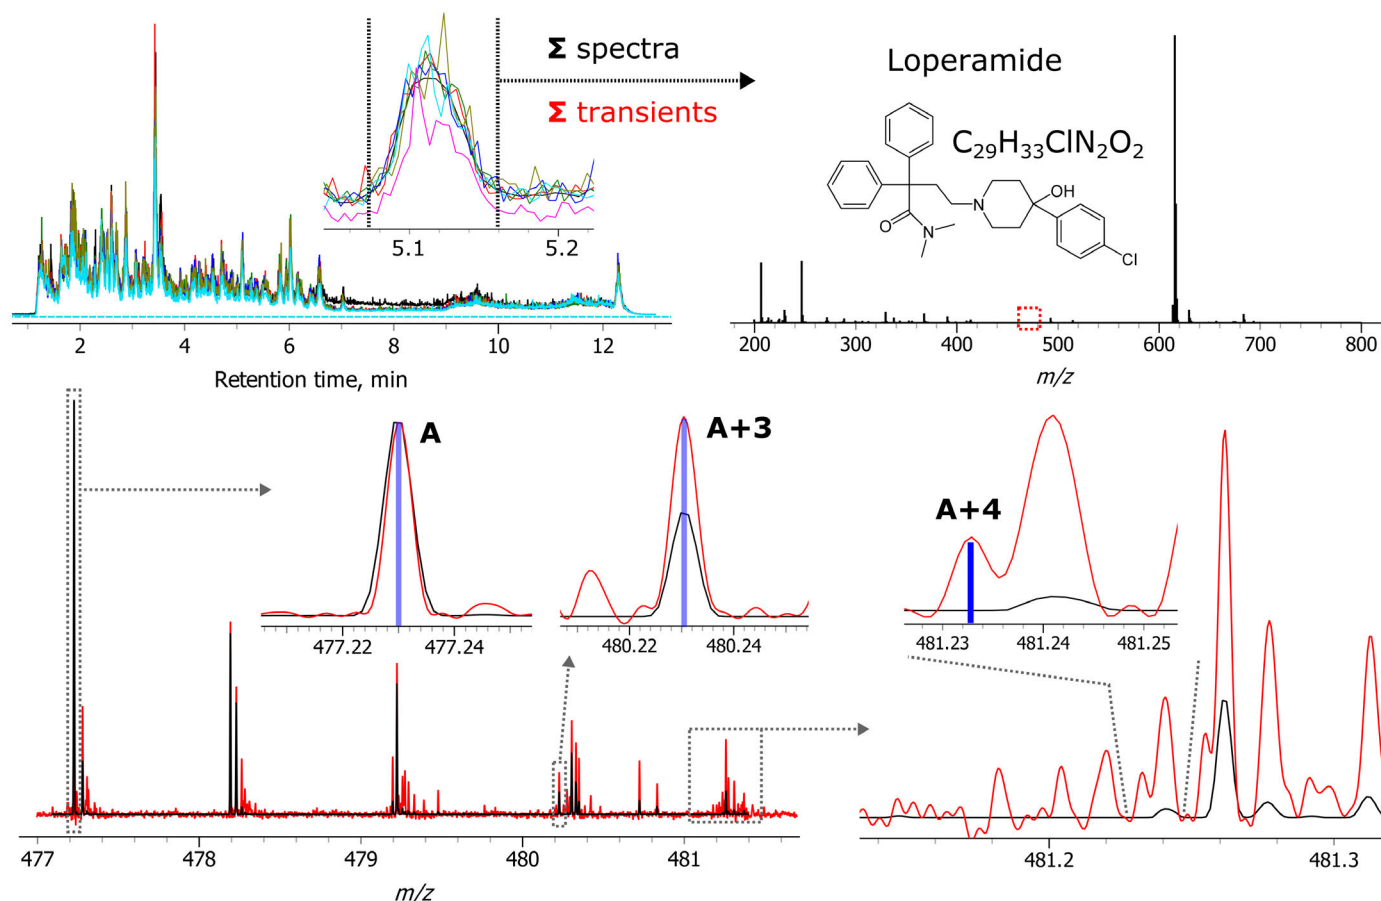 Σ spectra
Σ transients
5.1 5.2
2 4 6 8 10 12
Retention time, min
Loperamide
C₂₉H₃₃ClN₂O₂
OH
N
O
N
Cl
200 300 400 500 600 700 800
m/z
A
477.22 477.24
A+3
480.22 480.24
A+4
481.23 481.24 481.25
477 478 479 480 481
m/z
481.2 481.3